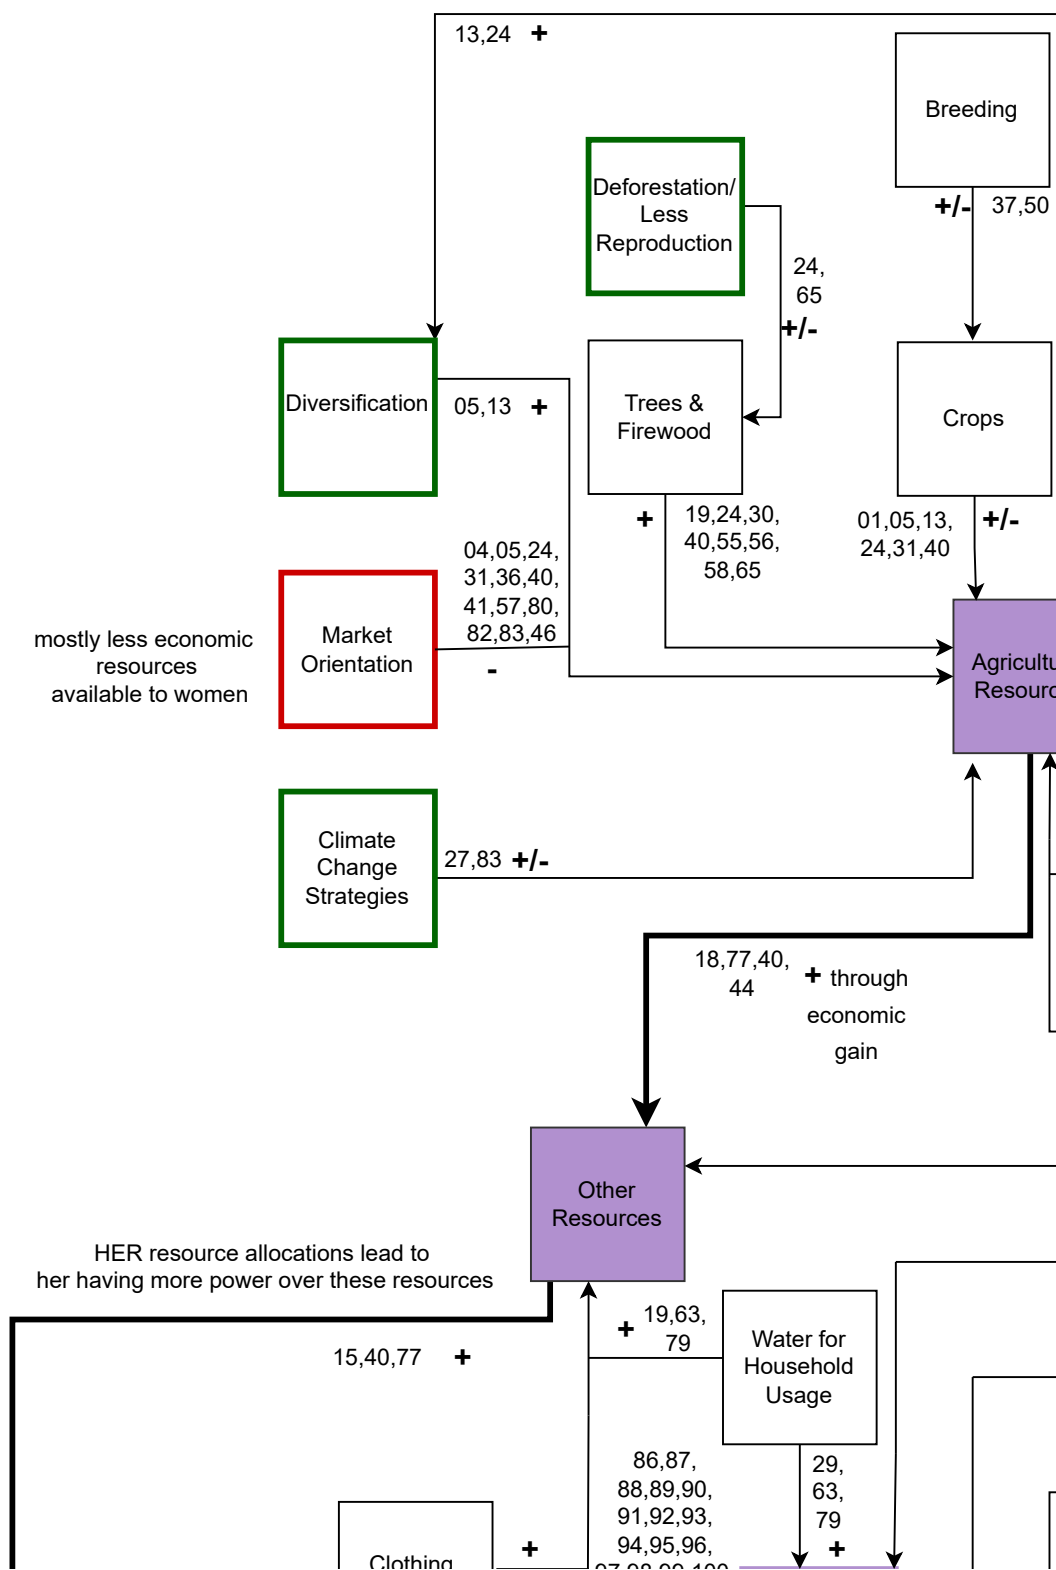 13,24 +
Breeding
+/- 37,50
Deforestation/
Less
Reproduction
24,
65
+/-
Diversification
05,13 +
Trees &
Firewood
Crops
+ 19,24,30,
40,55,56,
58,65
01,05,13,
24,31,40
+/-
04,05,24,
31,36,40,
41,57,80,
82,83,46
-
mostly less economic
resources
available to women
Market
Orientation
Climate
Change
Strategies
27,83 +/-
18,77,40,
44
+ through
economic
gain
Other
Resources
HER resource allocations lead to
her having more power over these resources
15,40,77 +
+ 19,63,
79
Water for
Household
Usage
86,87,
88,89,90,
91,92,93,
94,95,96,
29,
63,
79
+
Clothing
+